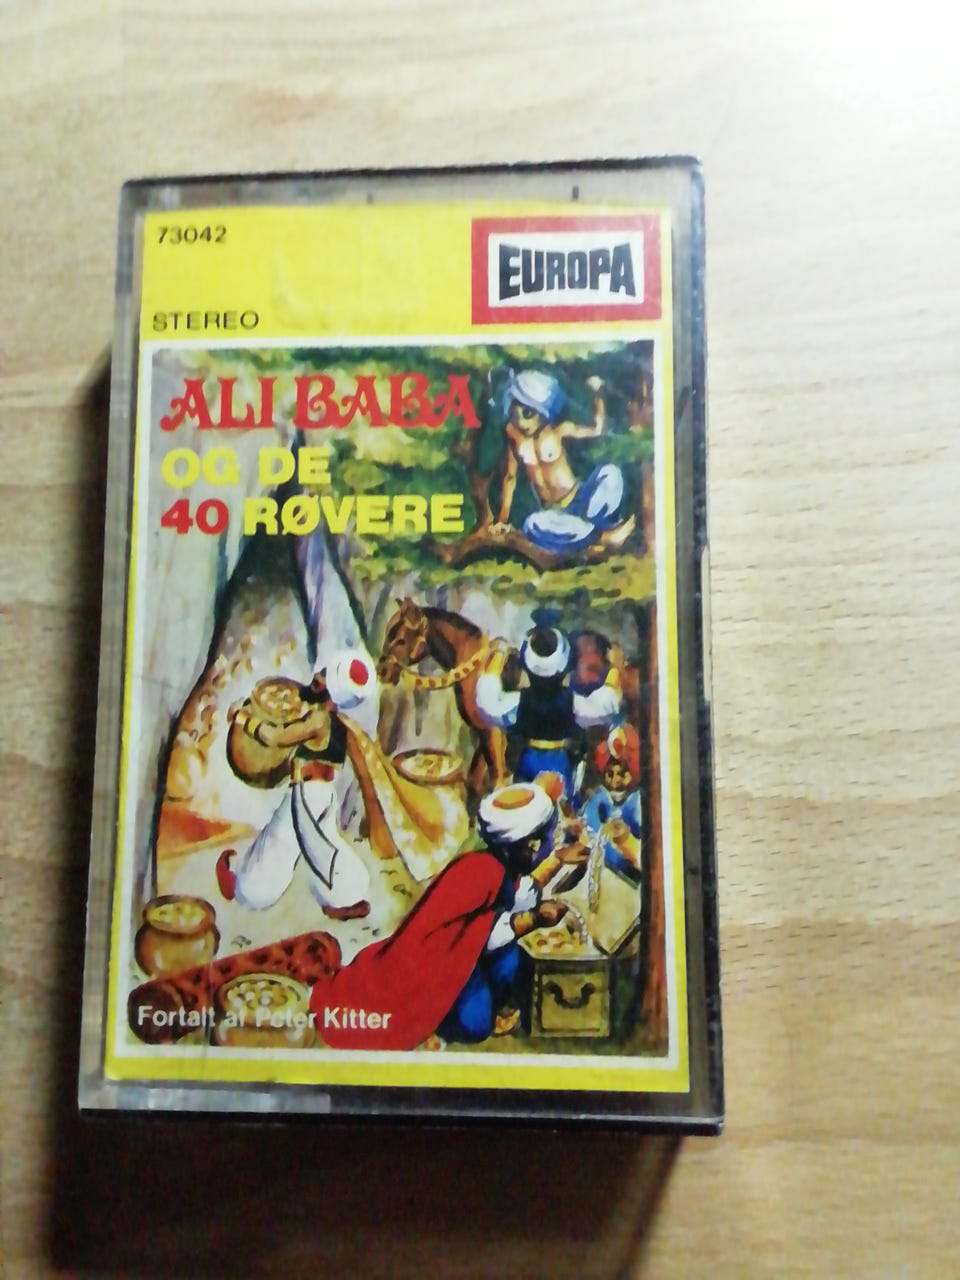 73042
EUROPA
STEREO
ALI BABA
OG DE
40 RØVERE
Fortalt af Peter Kitter